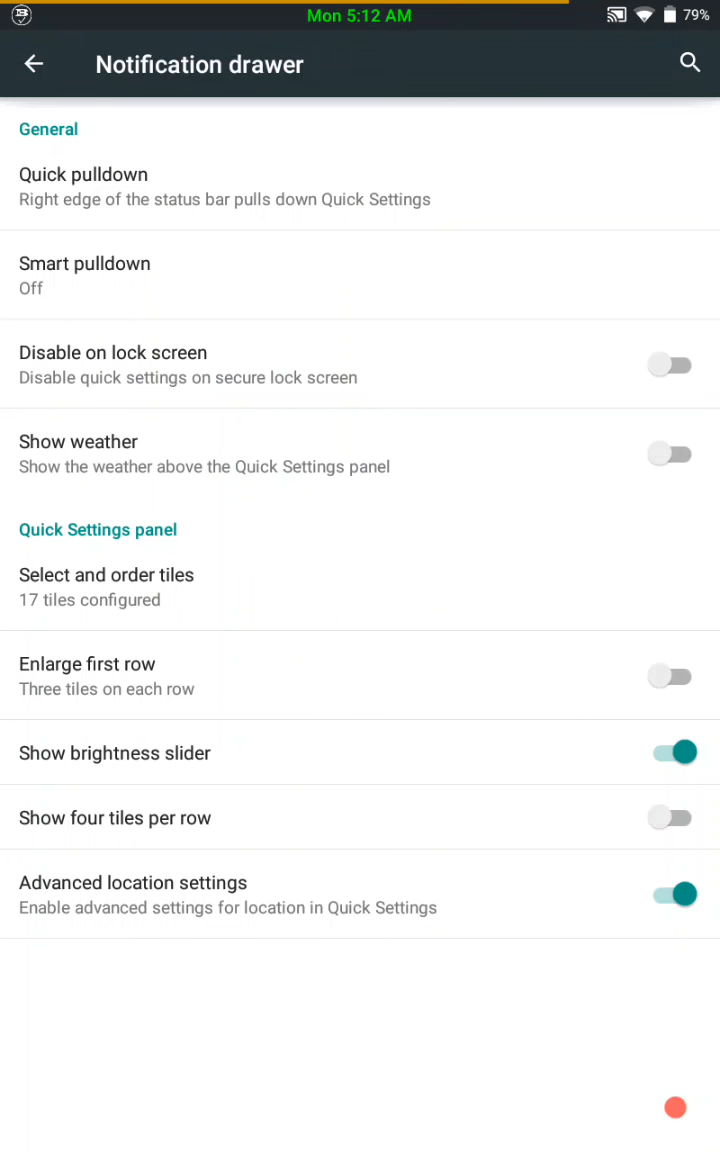 Mon 5:12 AM
79%
Notification drawer
General
Quick pulldown
Right edge of the status bar pulls down Quick Settings
Smart pulldown
Off
Disable on lock screen
Disable quick settings on secure lock screen
Show weather
Show the weather above the Quick Settings panel
Quick Settings panel
Select and order tiles
17 tiles configured
Enlarge first row
Three tiles on each row
Show brightness slider
Show four tiles per row
Advanced location settings
Enable advanced settings for location in Quick Settings